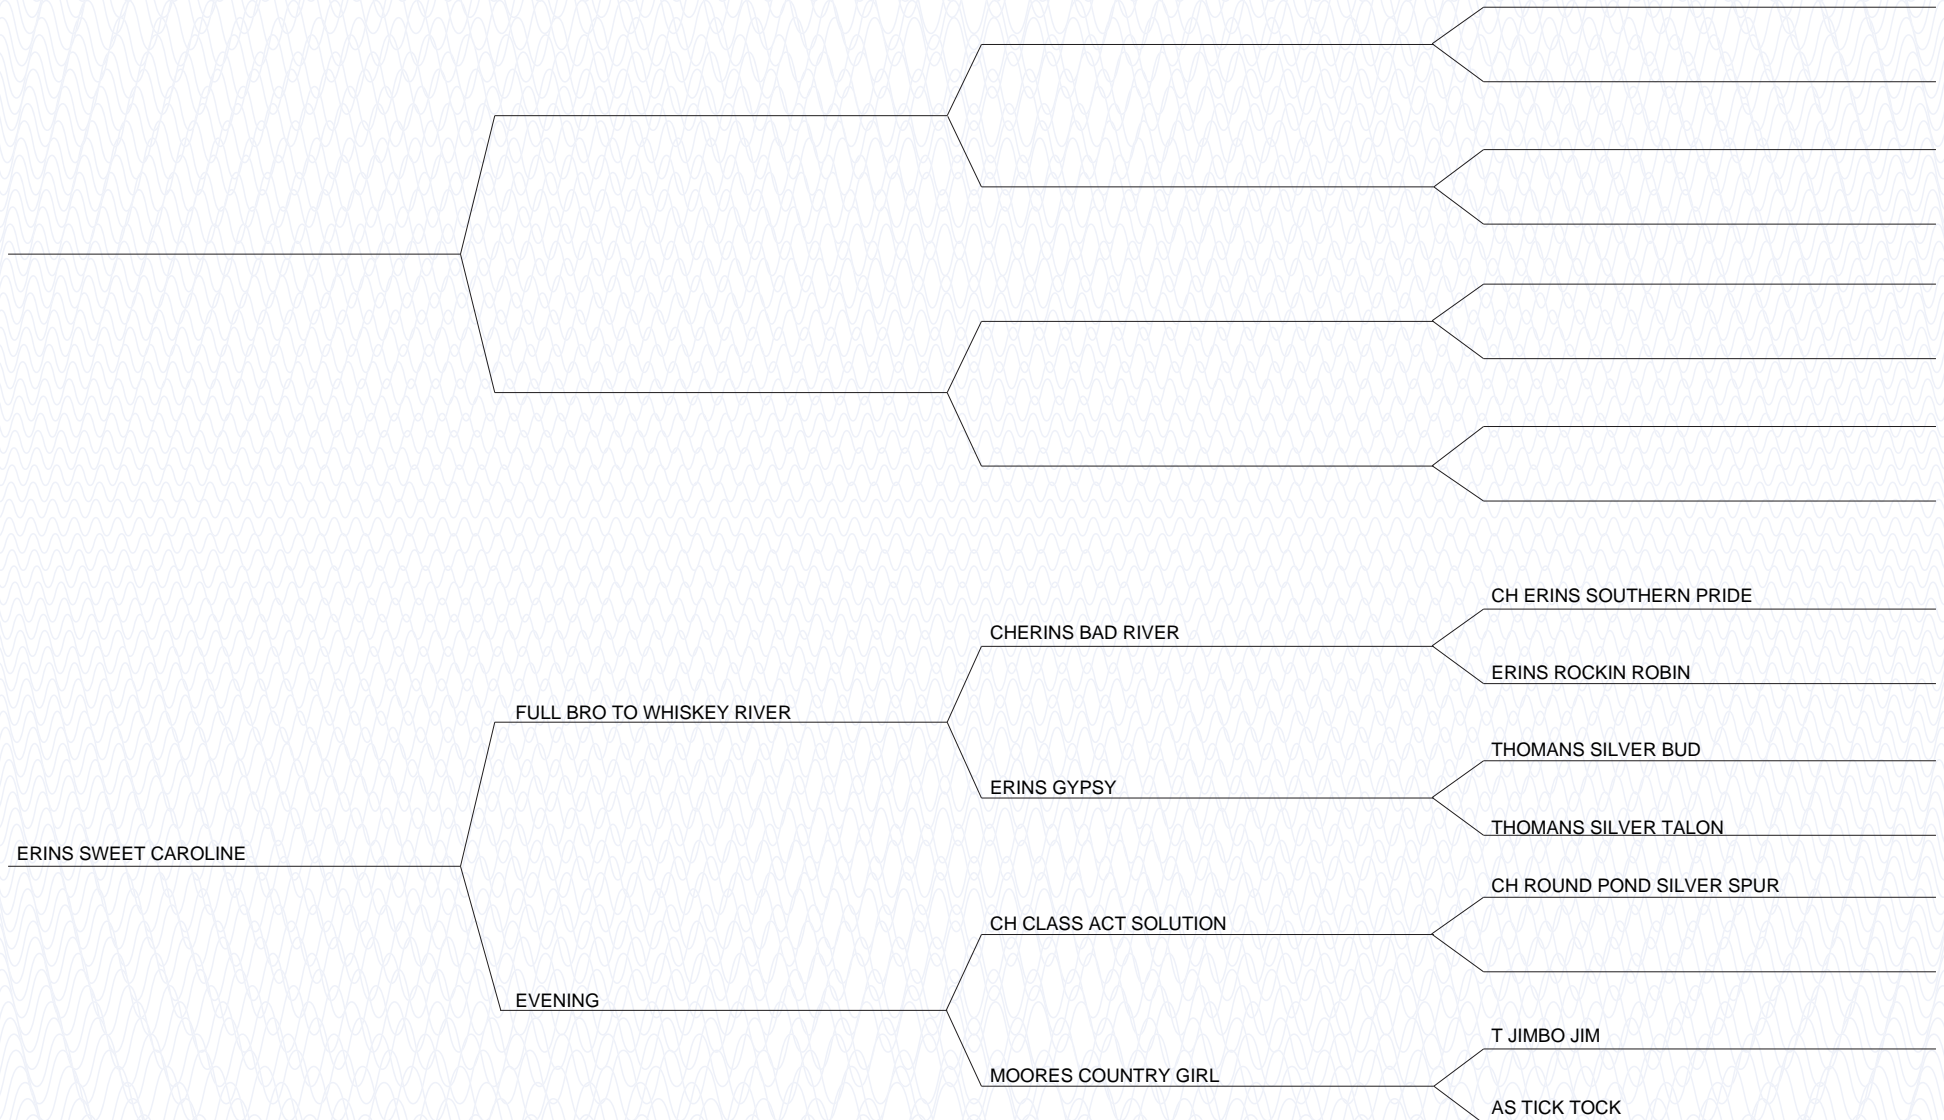 CH ERINS SOUTHERN PRIDE
CHERINS BAD RIVER
ERINS ROCKIN ROBIN
FULL BRO TO WHISKEY RIVER
THOMANS SILVER BUD
ERINS GYPSY
THOMANS SILVER TALON
ERINS SWEET CAROLINE
CH ROUND POND SILVER SPUR
CH CLASS ACT SOLUTION
EVENING
T JIMBO JIM
MOORES COUNTRY GIRL
AS TICK TOCK